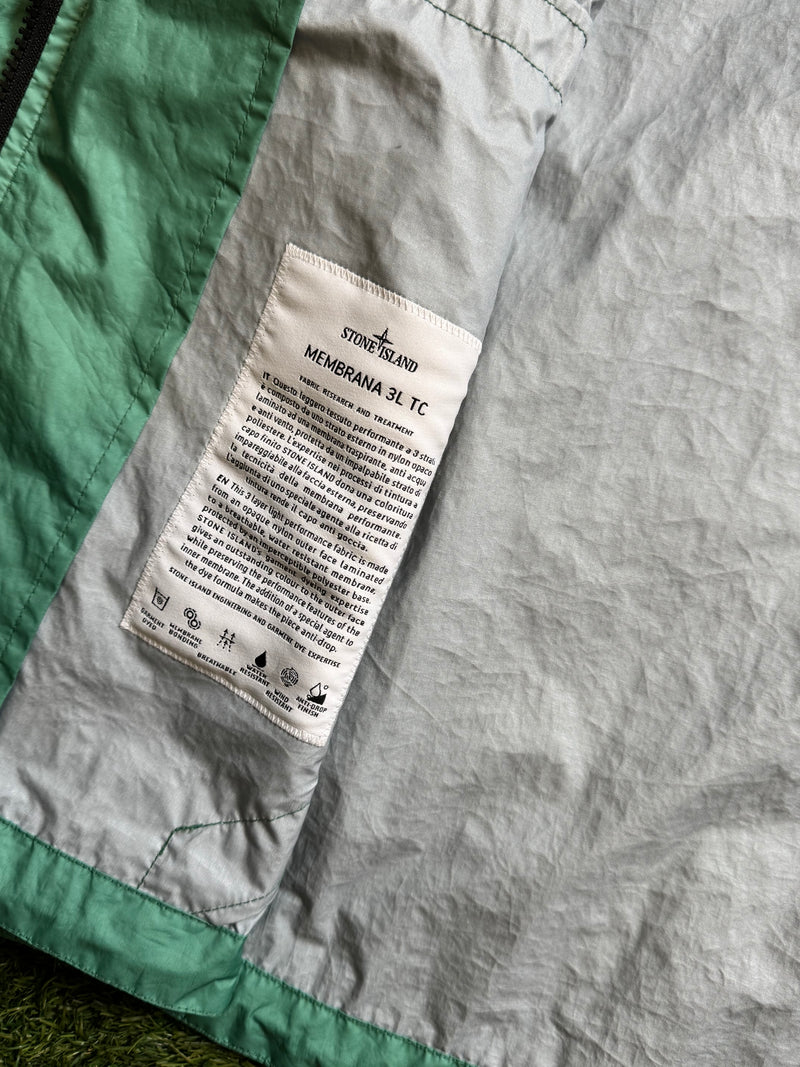 STONE ISLAND
MEMBRANA 3L TC
FABRIC RESEARCH AND TREATMENT
IT Questo leggero tessuto performante a 3 strati
è composto da uno strato esterno in nylon opaco
laminato ad una membrana traspirante, anti acqua
e anti vento, protetta da un impalpabile strato di
poliestere. L'expertise nei processi di tintura a
capo finito STONE ISLAND dona una coloritura
impareggiabile alla faccia esterna, preservando
la tecnicità della membrana performante.
L'aggiunta di uno speciale agente alla ricetta di
tintura rende il capo anti goccia.
EN This 3 layer light performance fabric is made
from an opaque nylon outer face laminated
to a breathable, water resistant membrane,
protected by an imperceptible polyester base.
STONE ISLAND'S garment dyeing expertise
gives an outstanding colour to the outer face
while preserving the performance features of the
inner membrane. The addition of a special agent to
the dye formula makes the piece anti-drop.
STONE ISLAND ENGINEERING AND GARMENT DYE EXPERTISE
GARMENT
DYED
MEMBRANE
BONDING
BREATHABLE
WATER
RESISTANT
WIND
RESISTANT
ANTI-DROP
FINISH